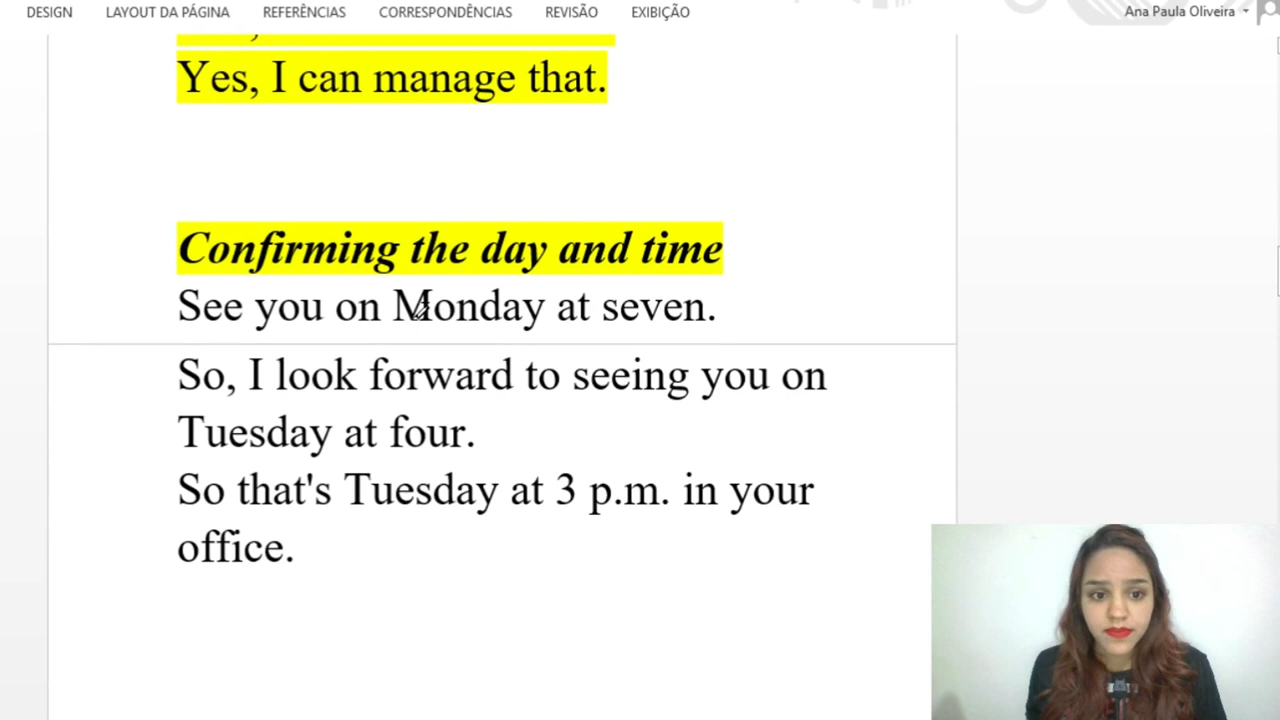 DESIGN LAYOUT DA PÁGINA REFERÊNCIAS CORRESPONDÊNCIAS REVISÃO EXIBIÇÃO Ana Paula Oliveira
Yes, I can manage that.
Confirming the day and time
See you on Monday at seven.
So, I look forward to seeing you on
Tuesday at four.
So that's Tuesday at 3 p.m. in your
office.